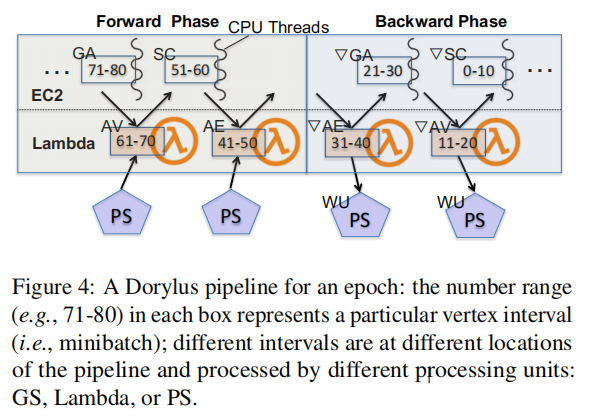 Forward Phase
CPU Threads
Backward Phase
GA
SC
▽GA
▽SC
...
71-80
51-60
21-30
0-10
...
EC2
AV
AE
▽AE
▽AV
Lambda
61-70
λ
41-50
λ
31-40
λ
11-20
λ
WU
WU
PS
PS
PS
PS
Figure 4: A Dorylus pipeline for an epoch: the number range
(e.g., 71-80) in each box represents a particular vertex interval
(i.e., minibatch); different intervals are at different locations
of the pipeline and processed by different processing units:
GS, Lambda, or PS.